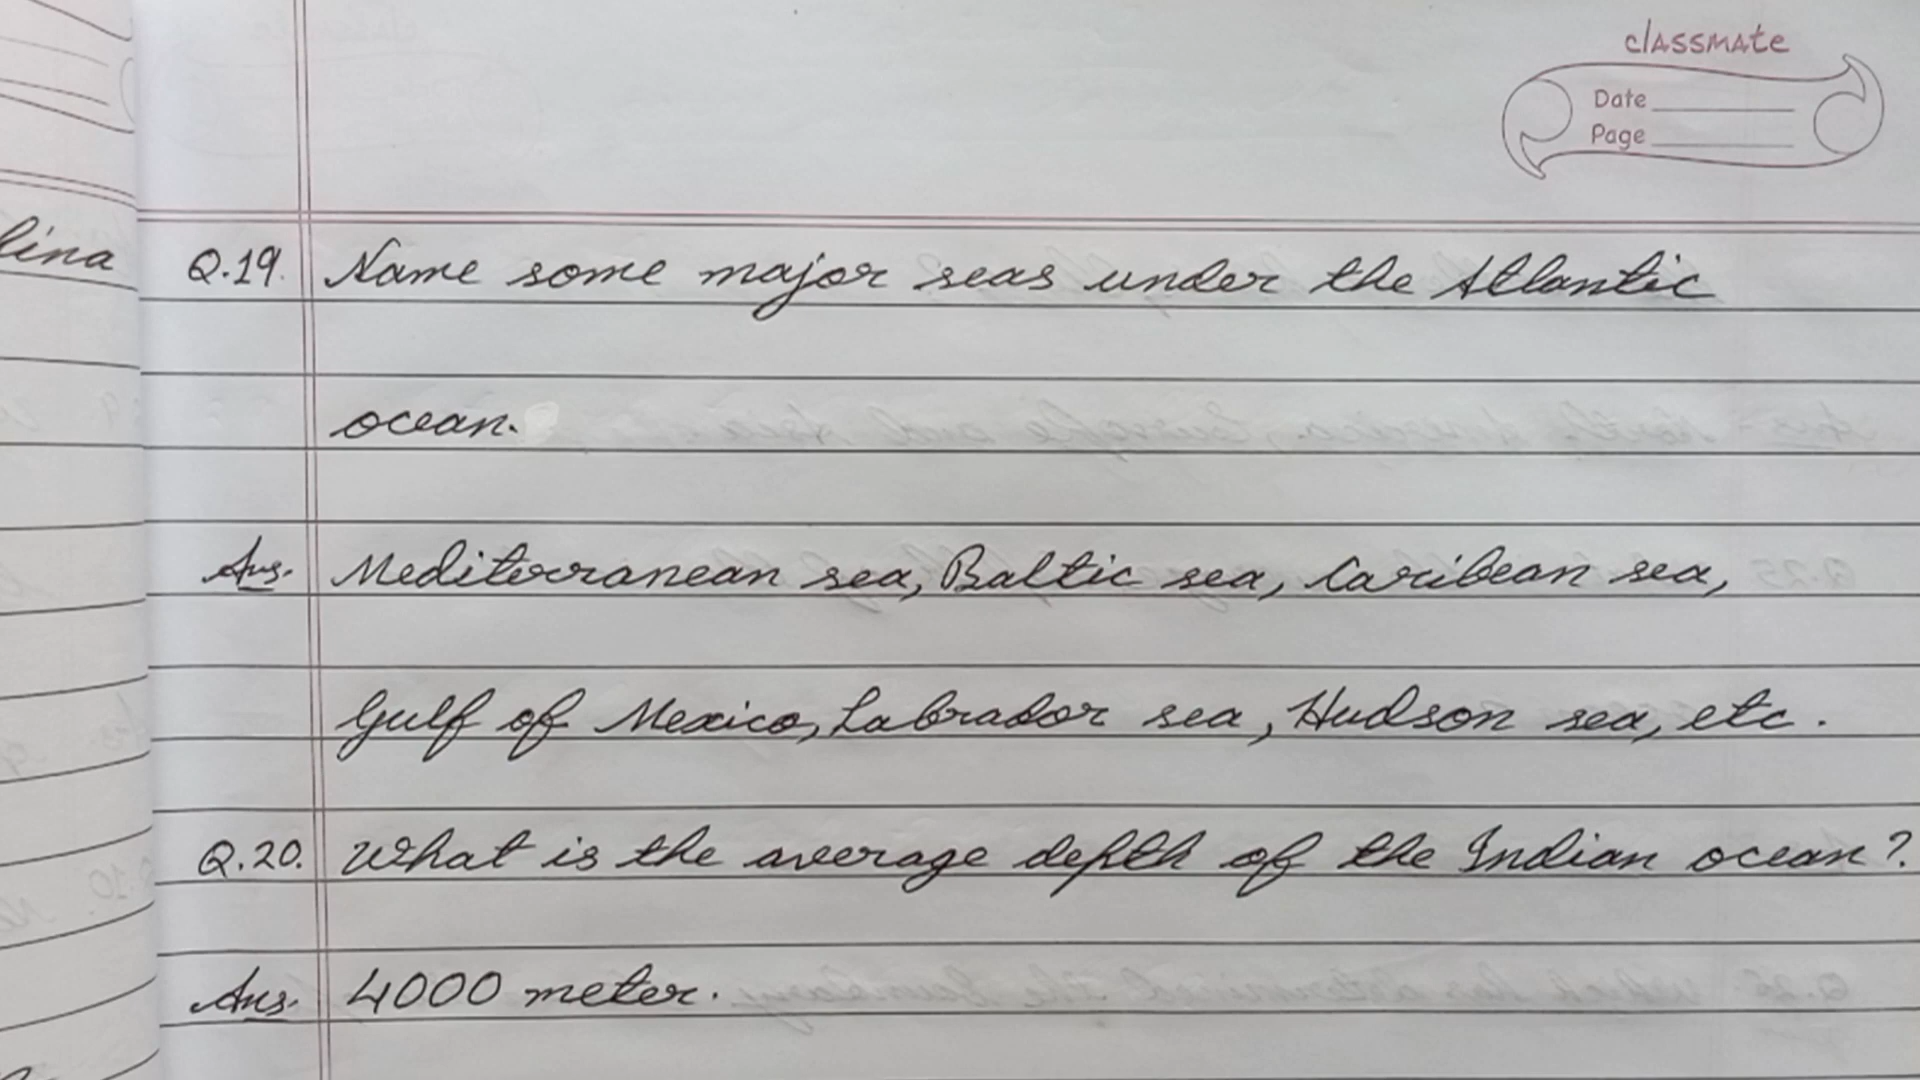 classmate
Date
Page
lina
Q.19. Name some major seas under the Atlantic
ocean.
Ans. Mediterranean sea, Baltic sea, Caribean sea,
Gulf of Mexico, Labrador sea, Hudson sea, etc.
Q.20. What is the average depth of the Indian ocean?
Ans. 4000 meter.